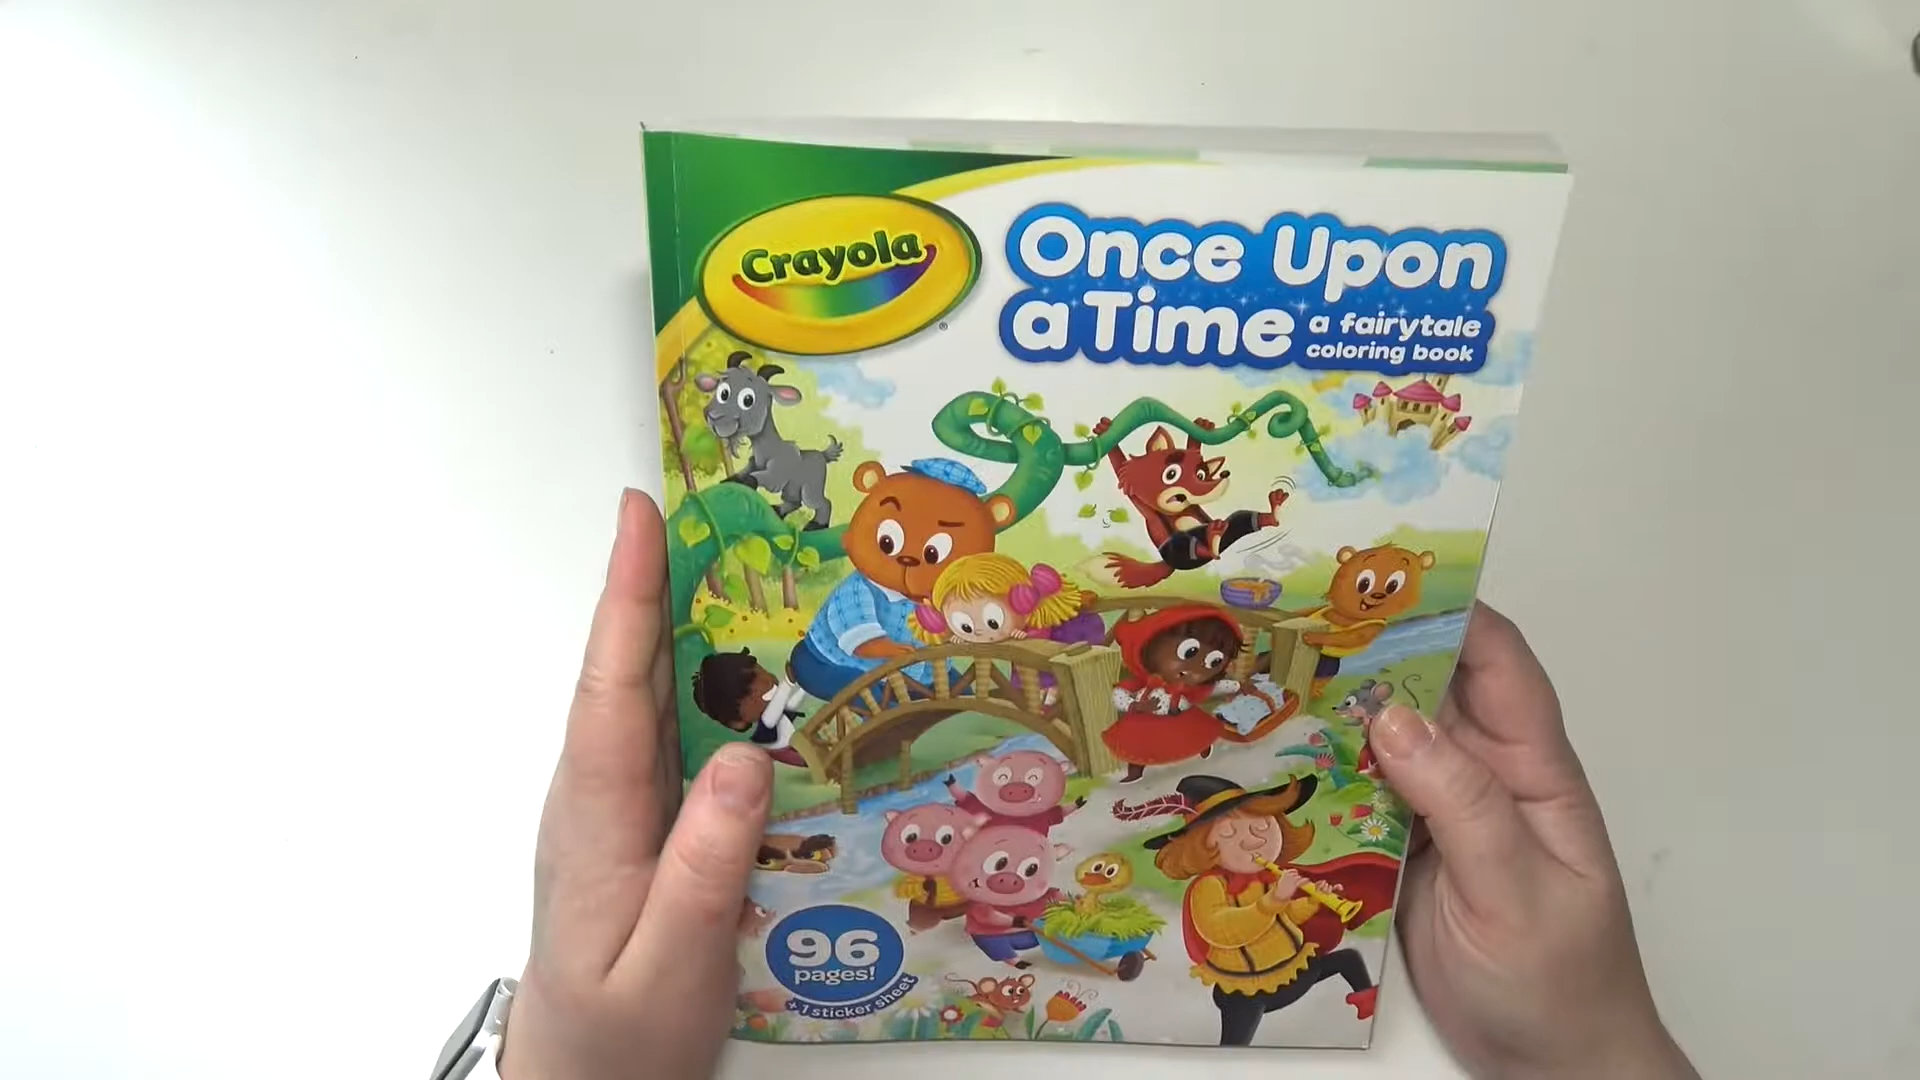 Crayola
®
Once Upon
a Time
a fairytale
coloring book
96
pages!
+1 sticker sheet